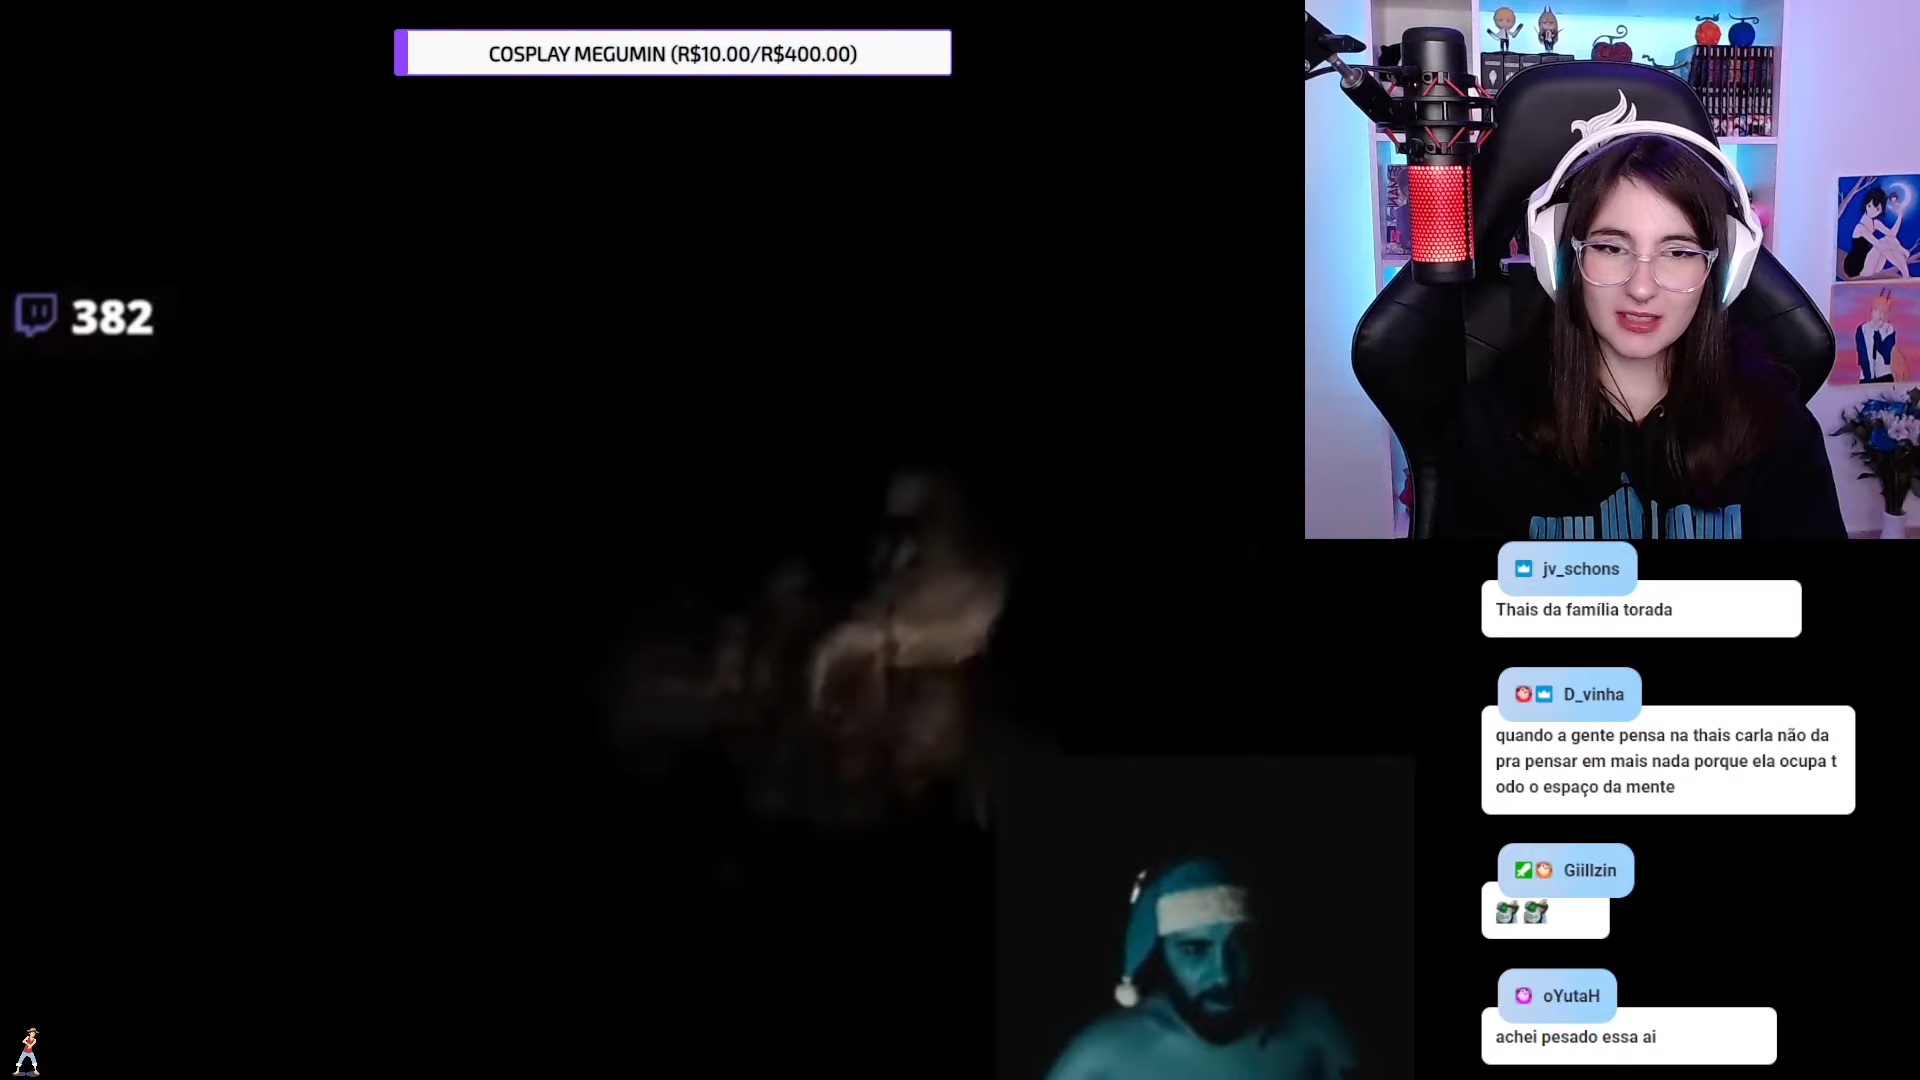 COSPLAY MEGUMIN (R$10.00/R$400.00)
382
jv_schons
Thais da família torada
D_vinha
quando a gente pensa na thais carla não da
pra pensar em mais nada porque ela ocupa t
odo o espaço da mente
Giillzin
oYutaH
achei pesado essa ai